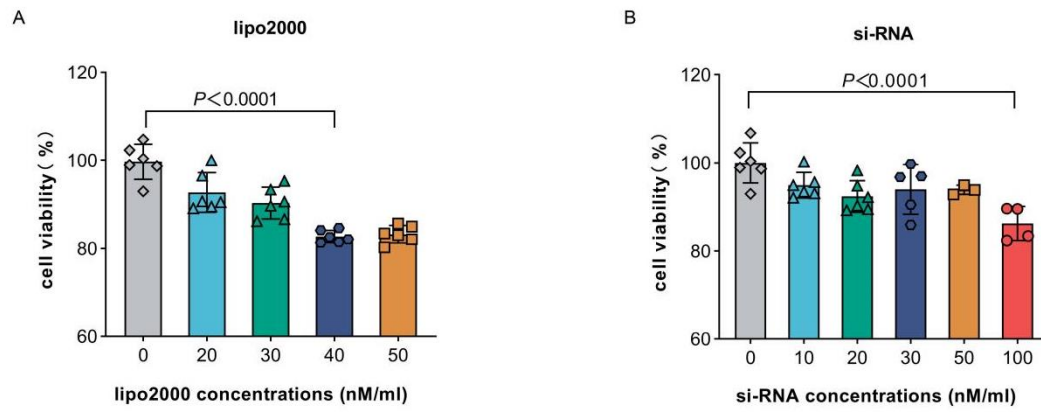 A
lipo2000
P＜0.0001
cell viability（%）
120
100
80
60
0 20 30 40 50
lipo2000 concentrations (nM/ml)
B
si-RNA
P＜0.0001
cell viability（%）
120
100
80
60
0 10 20 30 50 100
si-RNA concentrations (nM/ml)